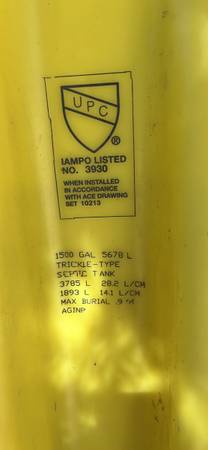 UPC
®
IAMPO LISTED
NO. 3930
WHEN INSTALLED
IN ACCORDANCE
WITH ACE DRAWING
SET 10213
1500 GAL 5678 L
TRICKLE-TYPE
SEPTIC TANK
3785 L 28.2 L/CM
1893 L 14.1 L/CM
MAX BURIAL .9 M